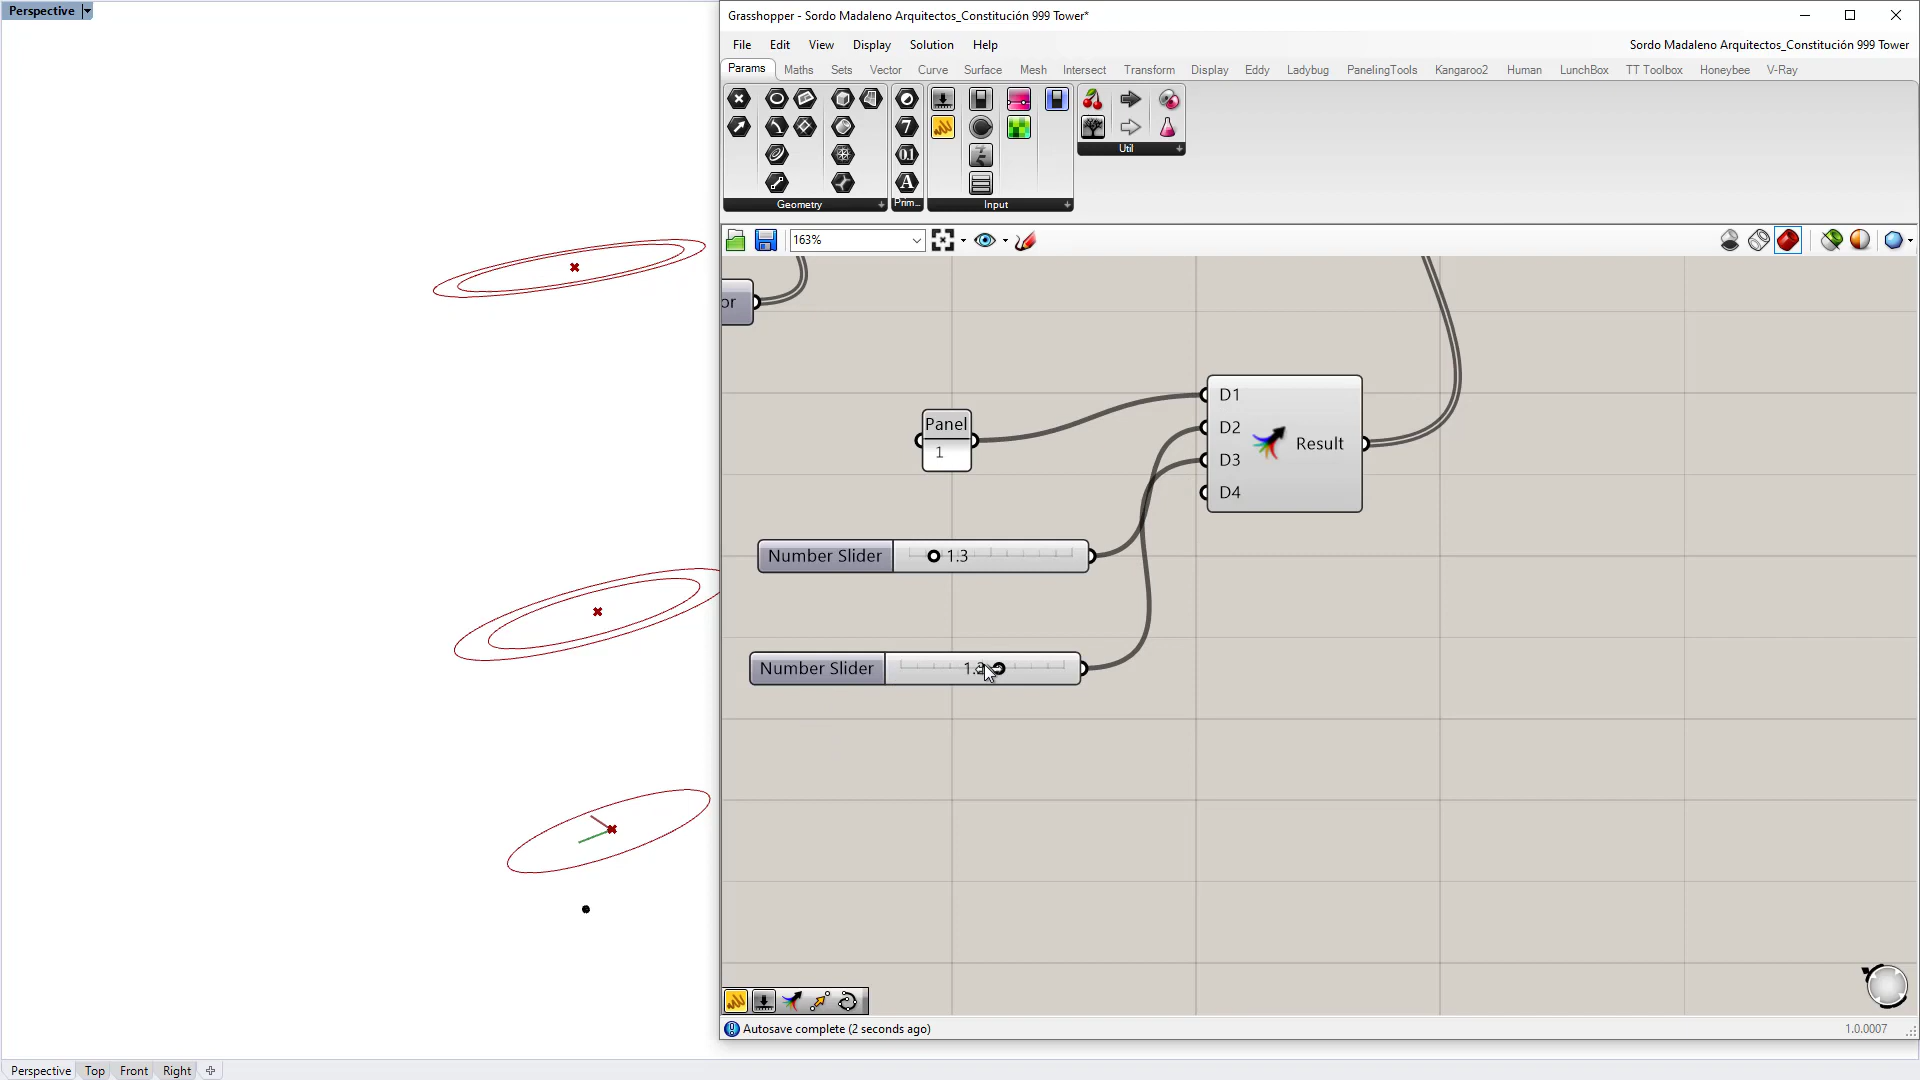 Perspective
Grasshopper - Sordo Madaleno Arquitectos_Constitución 999 Tower*
File Edit View Display Solution Help
Sordo Madaleno Arquitectos_Constitución 999 Tower
Params Maths Sets Vector Curve Surface Mesh Intersect Transform Display Eddy Ladybug PanelingTools Kangaroo2 Human LunchBox TT Toolbox Honeybee V-Ray
7
0.1
A
Util
Geometry
Prim...
Input
163%
or
Panel
1
D1
D2
D3
D4
Result
Number Slider
1.3
Number Slider
Autosave complete (2 seconds ago)
1.0.0007
Perspective Top Front Right